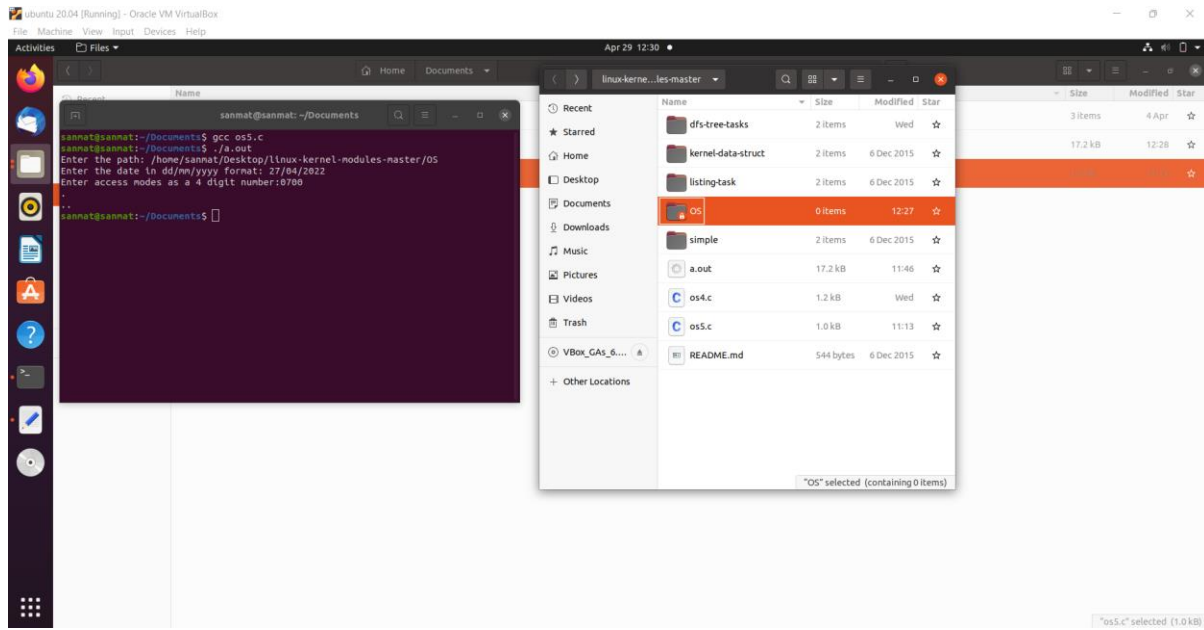 ubuntu 20.04 [Running] - Oracle VM VirtualBox
File Machine View Input Devices Help
Activities Files Apr 29 12:30
Home Documents
Name Size Modified Star
3 items 4 Apr
17.2 kB 12:28
sanmat@sanmat: ~/Documents
sanmat@sanmat:~/Documents$ gcc os5.c
sanmat@sanmat:~/Documents$ ./a.out
Enter the path: /home/sanmat/Desktop/linux-kernel-modules-master/OS
Enter the date in dd/mm/yyyy format: 27/04/2022
Enter access modes as a 4 digit number:0700
.
..
sanmat@sanmat:~/Documents$
linux-kerne...les-master
Recent
Starred
Home
Desktop
Documents
Downloads
Music
Pictures
Videos
Trash
VBox_GAs_6....
+ Other Locations
Name Size Modified Star
dfs-tree-tasks 2 items Wed
kernel-data-struct 2 items 6 Dec 2015
listing-task 2 items 6 Dec 2015
OS 0 items 12:27
simple 2 items 6 Dec 2015
a.out 17.2 kB 11:46
os4.c 1.2 kB Wed
os5.c 1.0 kB 11:13
README.md 544 bytes 6 Dec 2015
"OS" selected (containing 0 items)
"os5.c" selected (1.0 kB)